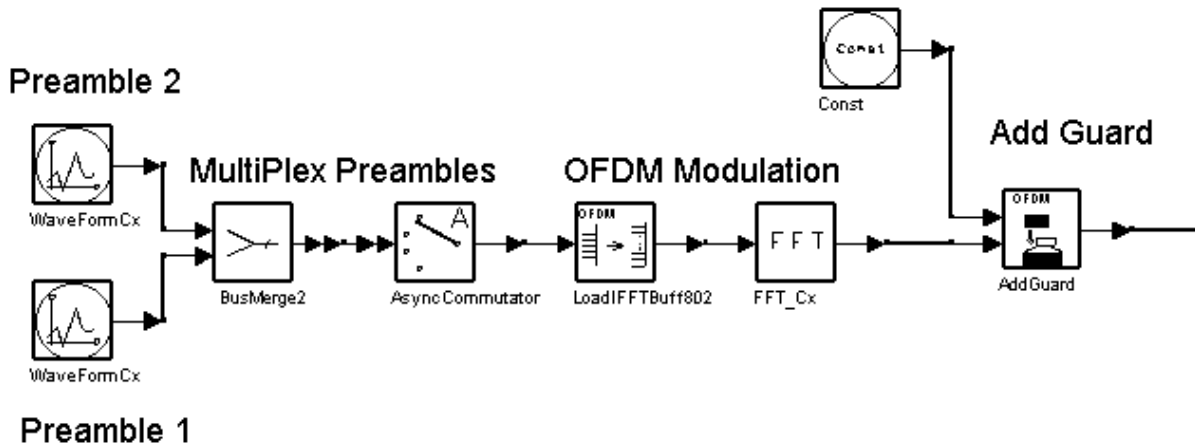 Const
Const
Preamble 2
Add Guard
MultiPlex Preambles
OFDM Modulation
WaveFormCx
A
OFDM
FFT
OFDM
BusMerge2
AsyncCommutator
LoadIFFTBuff802
FFT_Cx
AddGuard
WaveFormCx
Preamble 1